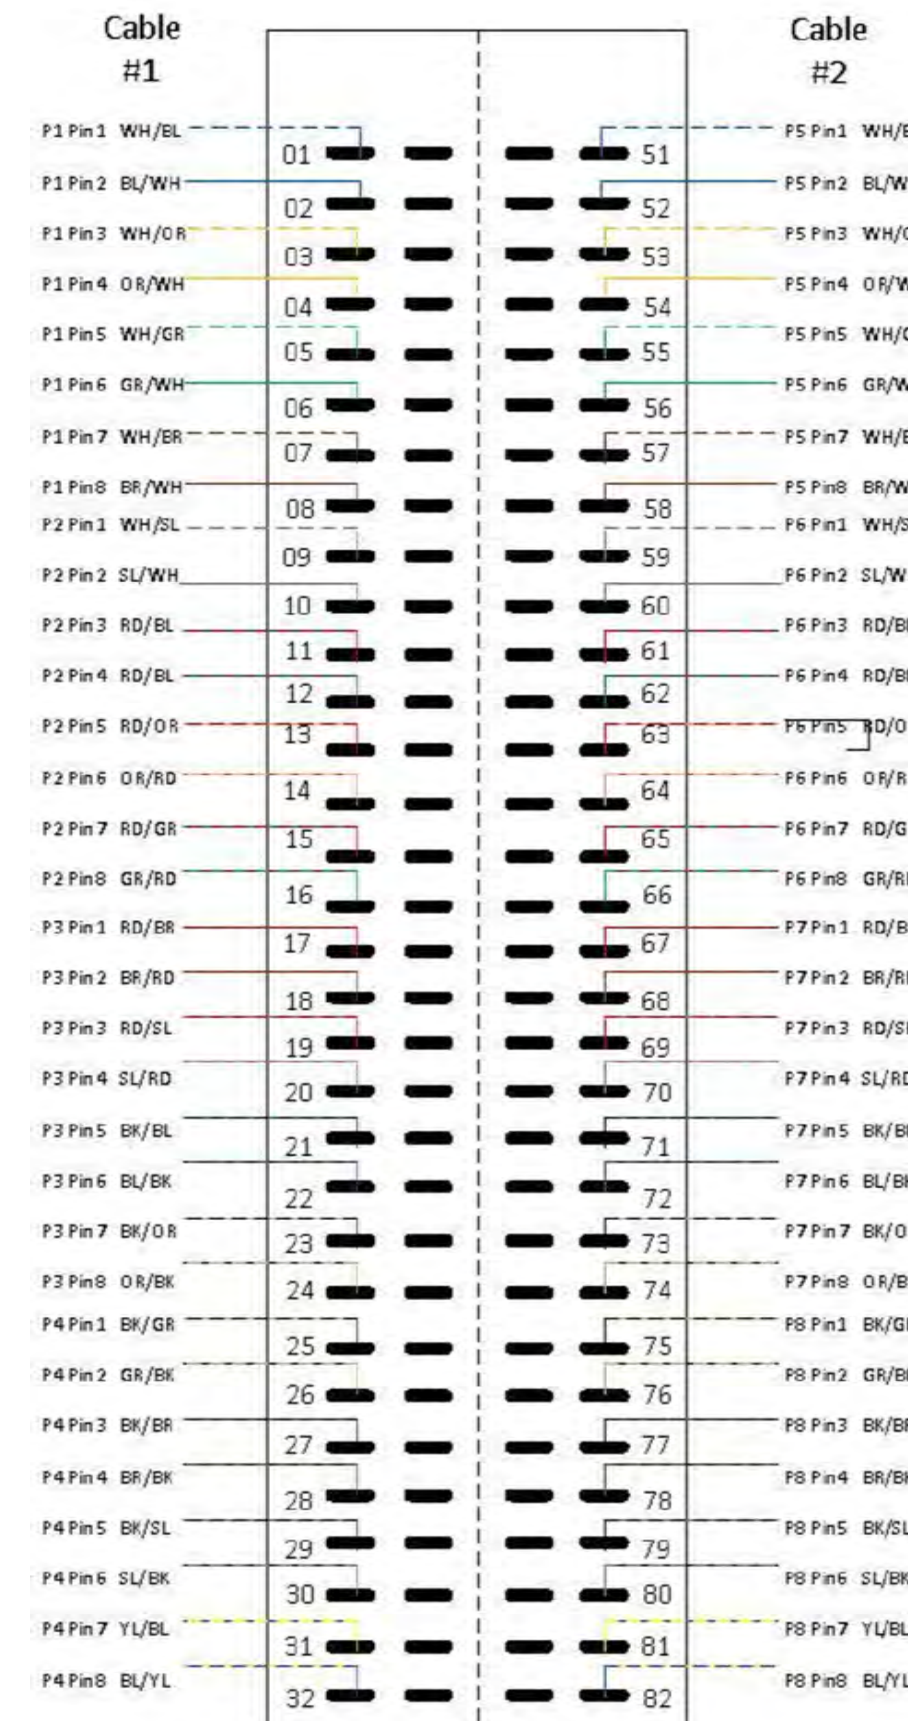 Cable #1
Cable #2
P1 Pin1 WH/BL 01 51 P5 Pin1 WH/B
P1 Pin2 BL/WH 02 52 P5 Pin2 BL/W
P1 Pin3 WH/OR 03 53 P5 Pin3 WH/O
P1 Pin4 OR/WH 04 54 P5 Pin4 OR/W
P1 Pin5 WH/GR 05 55 P5 Pin5 WH/G
P1 Pin6 GR/WH 06 56 P5 Pin6 GR/W
P1 Pin7 WH/BR 07 57 P5 Pin7 WH/B
P1 Pin8 BR/WH 08 58 P5 Pin8 BR/W
P2 Pin1 WH/SL 09 59 P6 Pin1 WH/S
P2 Pin2 SL/WH 10 60 P6 Pin2 SL/W
P2 Pin3 RD/BL 11 61 P6 Pin3 RD/BL
P2 Pin4 RD/BL 12 62 P6 Pin4 RD/BL
P2 Pin5 RD/OR 13 63 P6 Pin5 RD/O
P2 Pin6 OR/RD 14 64 P6 Pin6 OR/R
P2 Pin7 RD/GR 15 65 P6 Pin7 RD/G
P2 Pin8 GR/RD 16 66 P6 Pin8 GR/RD
P3 Pin1 RD/BR 17 67 P7 Pin1 RD/B
P3 Pin2 BR/RD 18 68 P7 Pin2 BR/RD
P3 Pin3 RD/SL 19 69 P7 Pin3 RD/SL
P3 Pin4 SL/RD 20 70 P7 Pin4 SL/RD
P3 Pin5 BK/BL 21 71 P7 Pin5 BK/BL
P3 Pin6 BL/BK 22 72 P7 Pin6 BL/BK
P3 Pin7 BK/OR 23 73 P7 Pin7 BK/O
P3 Pin8 OR/BK 24 74 P7 Pin8 OR/B
P4 Pin1 BK/GR 25 75 P8 Pin1 BK/GR
P4 Pin2 GR/BK 26 76 P8 Pin2 GR/BK
P4 Pin3 BK/BR 27 77 P8 Pin3 BK/BR
P4 Pin4 BR/BK 28 78 P8 Pin4 BR/BK
P4 Pin5 BK/SL 29 79 P8 Pin5 BK/SL
P4 Pin6 SL/BK 30 80 P8 Pin6 SL/BK
P4 Pin7 YL/BL 31 81 P8 Pin7 YL/BL
P4 Pin8 BL/YL 32 82 P8 Pin8 BL/YL